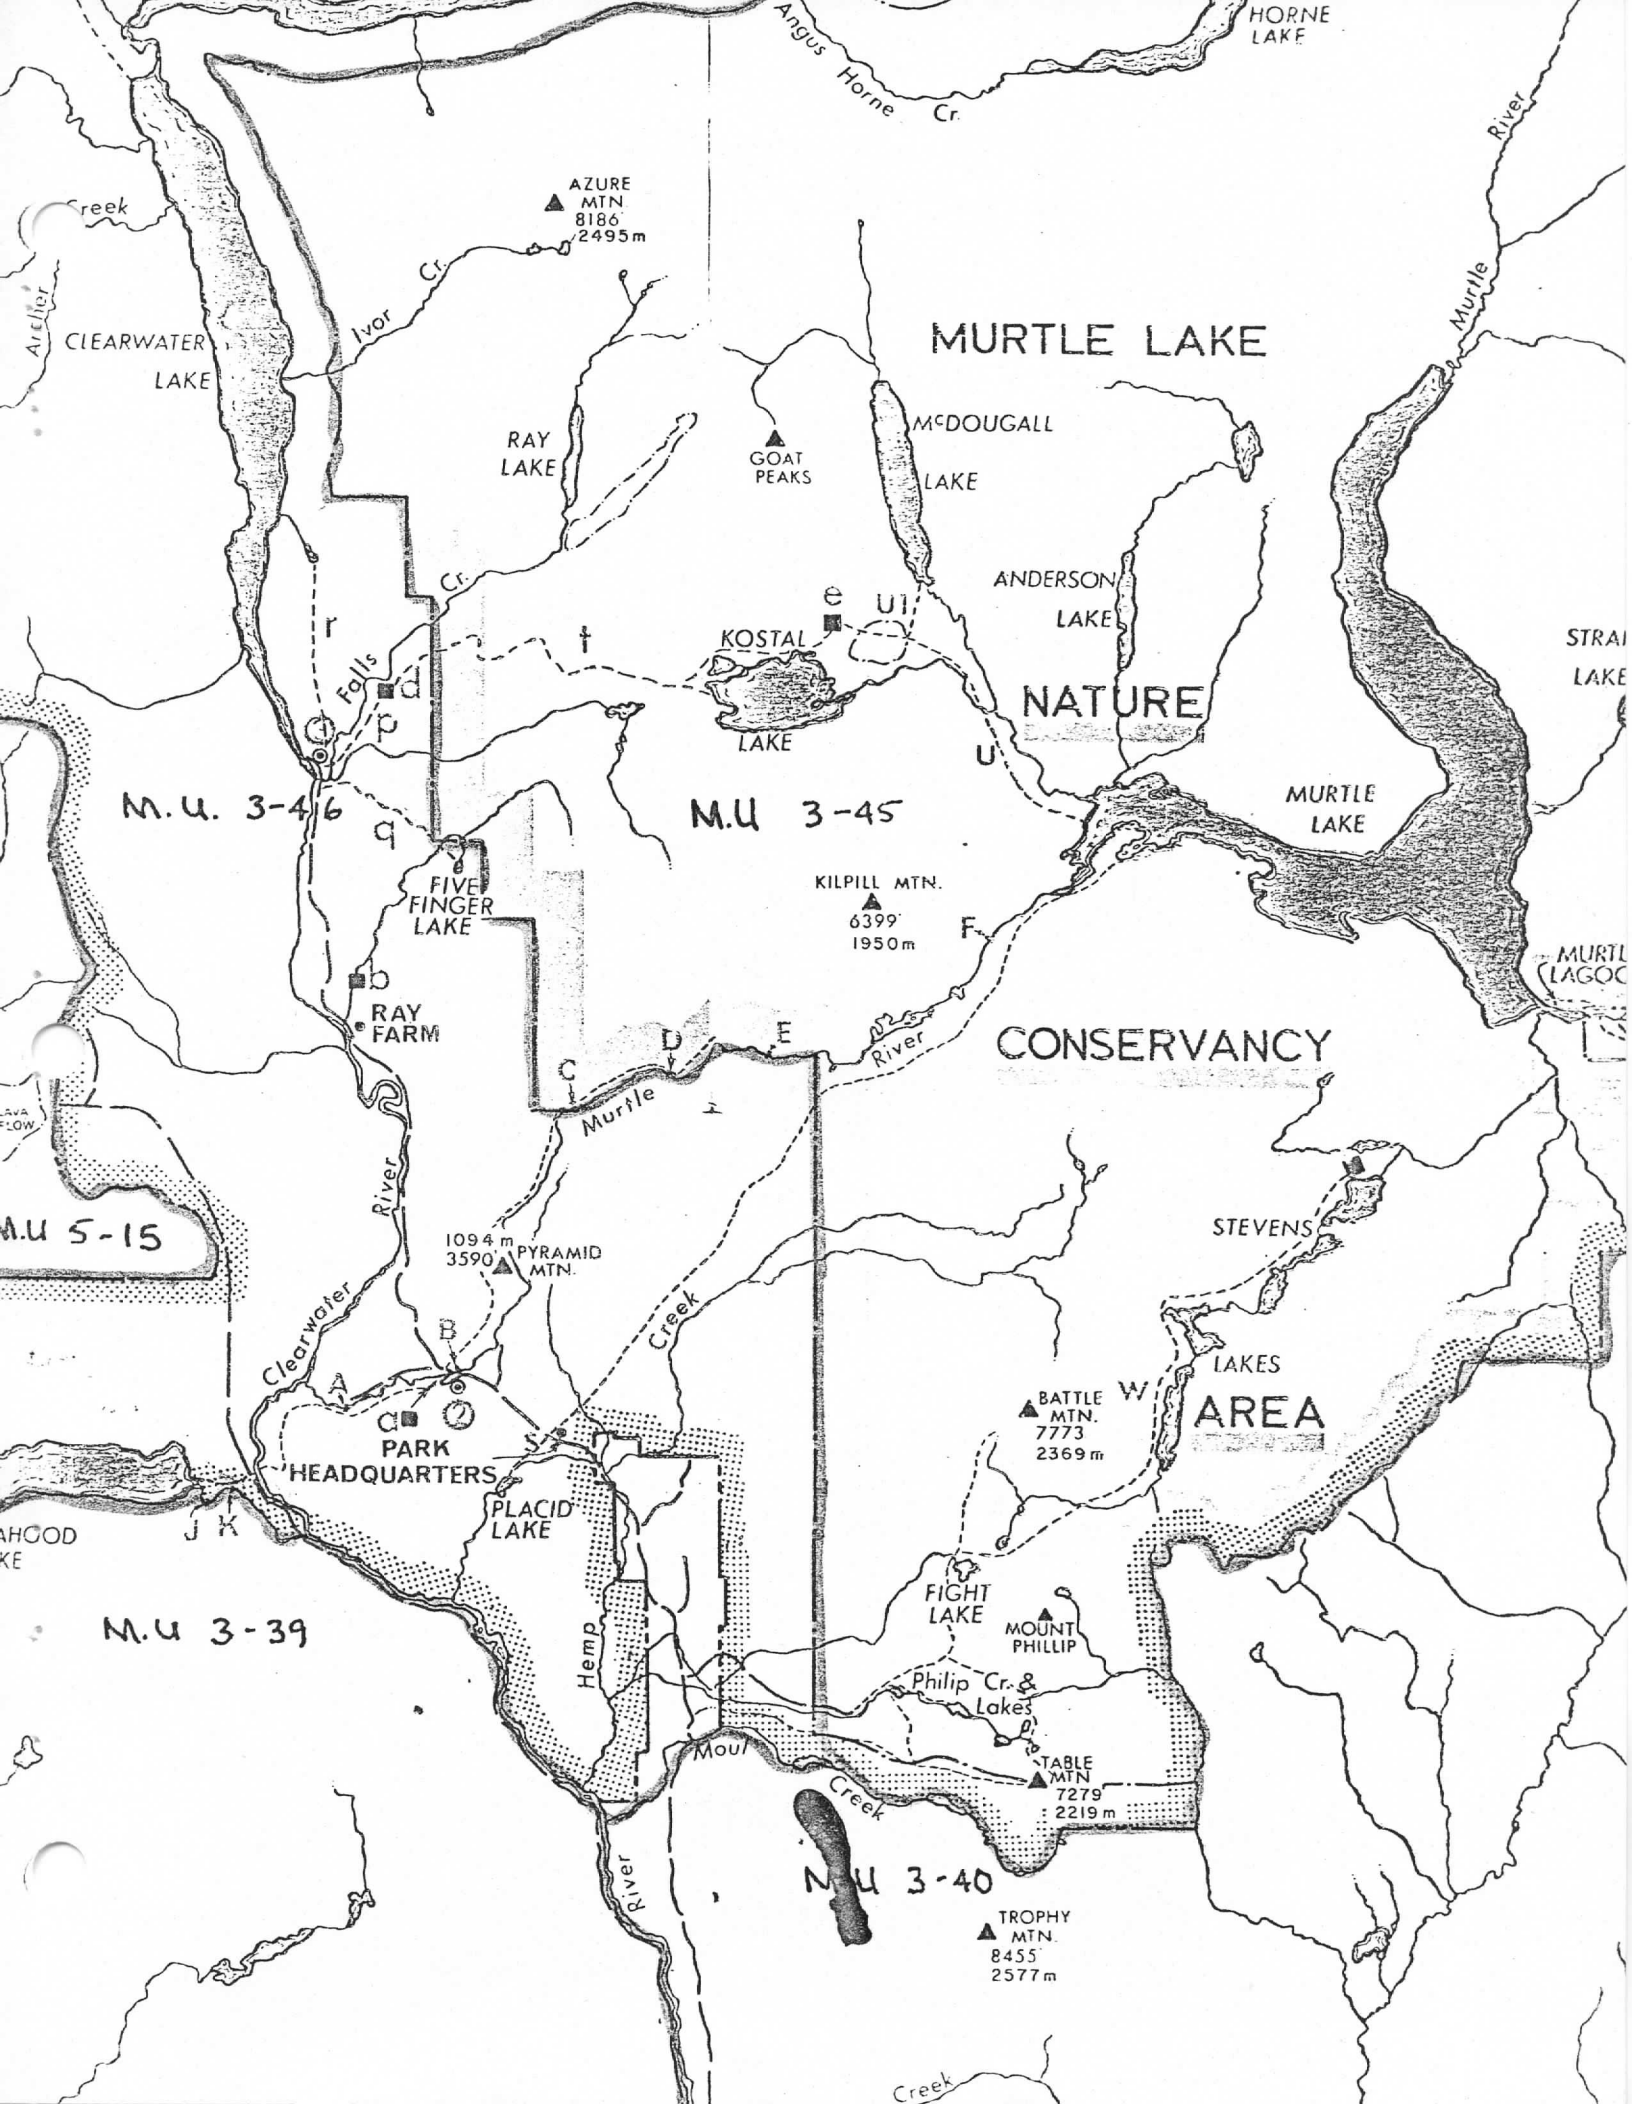 HORNE
LAKE
Angus Horne Cr.
River
AZURE
MTN.
8186'
2495m
Creek
Archer
Ivor Cr.
CLEARWATER
LAKE
Murtle
MURTLE LAKE
RAY
LAKE
GOAT
PEAKS
McDOUGALL
LAKE
Cr.
ANDERSON
LAKE
e
U1
r
t
KOSTAL
LAKE
Falls
d
p
1
NATURE
U
M.U. 3-46
q
M.U 3-45
MURTLE
LAKE
FIVE
FINGER
LAKE
KILPILL MTN.
6399'
1950m
F
b
RAY
FARM
C
D
E
Murtle
River
CONSERVANCY
River
M.U 5-15
1094 m
3590'
PYRAMID
MTN.
STEVENS
LAKES
Clearwater
Creek
B
A
a
2
PARK
HEADQUARTERS
BATTLE
MTN.
7773
2369m
W
AREA
PLACID
LAKE
J K
M.U 3-39
Hemp
FIGHT
LAKE
MOUNT
PHILLIP
Philip Cr. &
Lakes
Moul
Creek
TABLE
MTN
7279'
2219m
M.U 3-40
TROPHY
MTN.
8455'
2577m
River
Creek